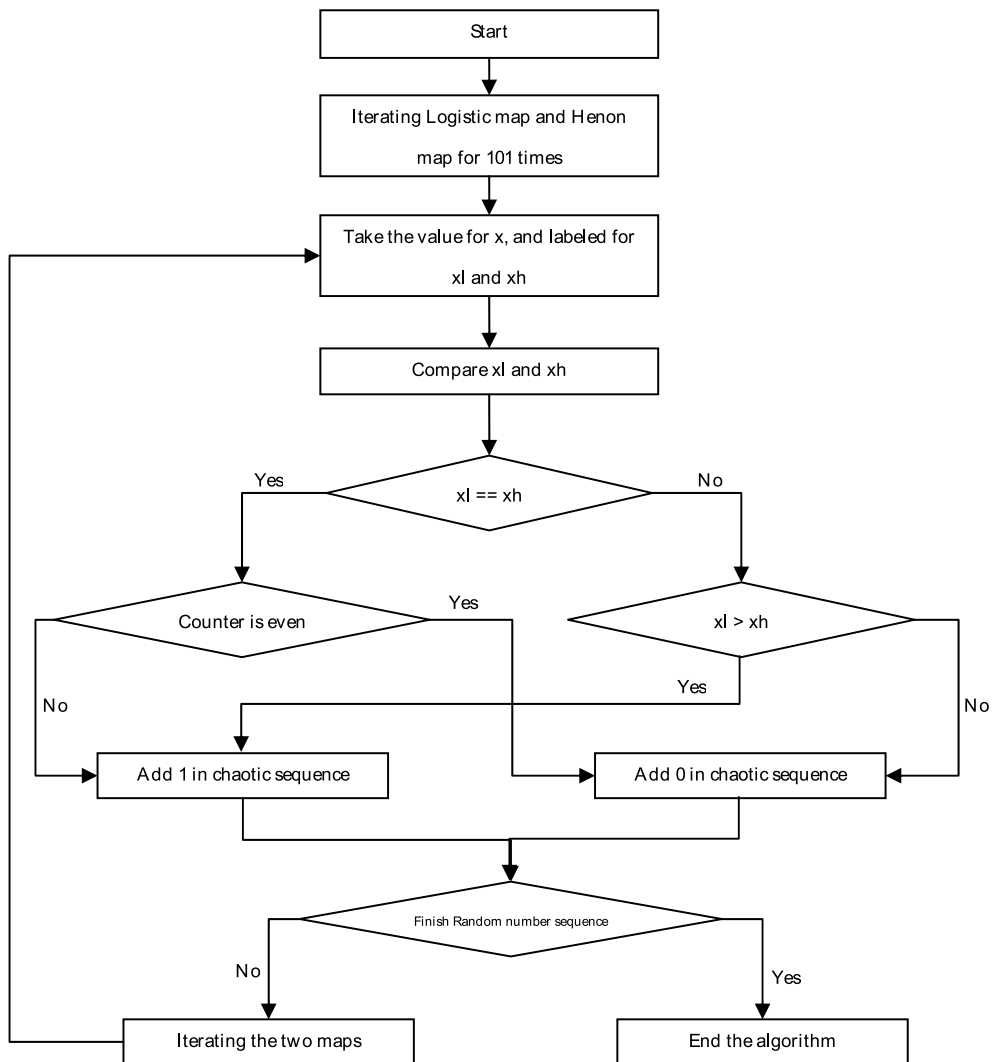 Start
Iterating Logistic map and Henon
map for 101 times
Take the value for x, and labeled for
xl and xh
Compare xl and xh
Yes
No
xl == xh
Counter is even
Yes
xl > xh
No
Yes
No
Add 1 in chaotic sequence
Add 0 in chaotic sequence
Finish Random number sequence
No
Yes
Iterating the two maps
End the algorithm